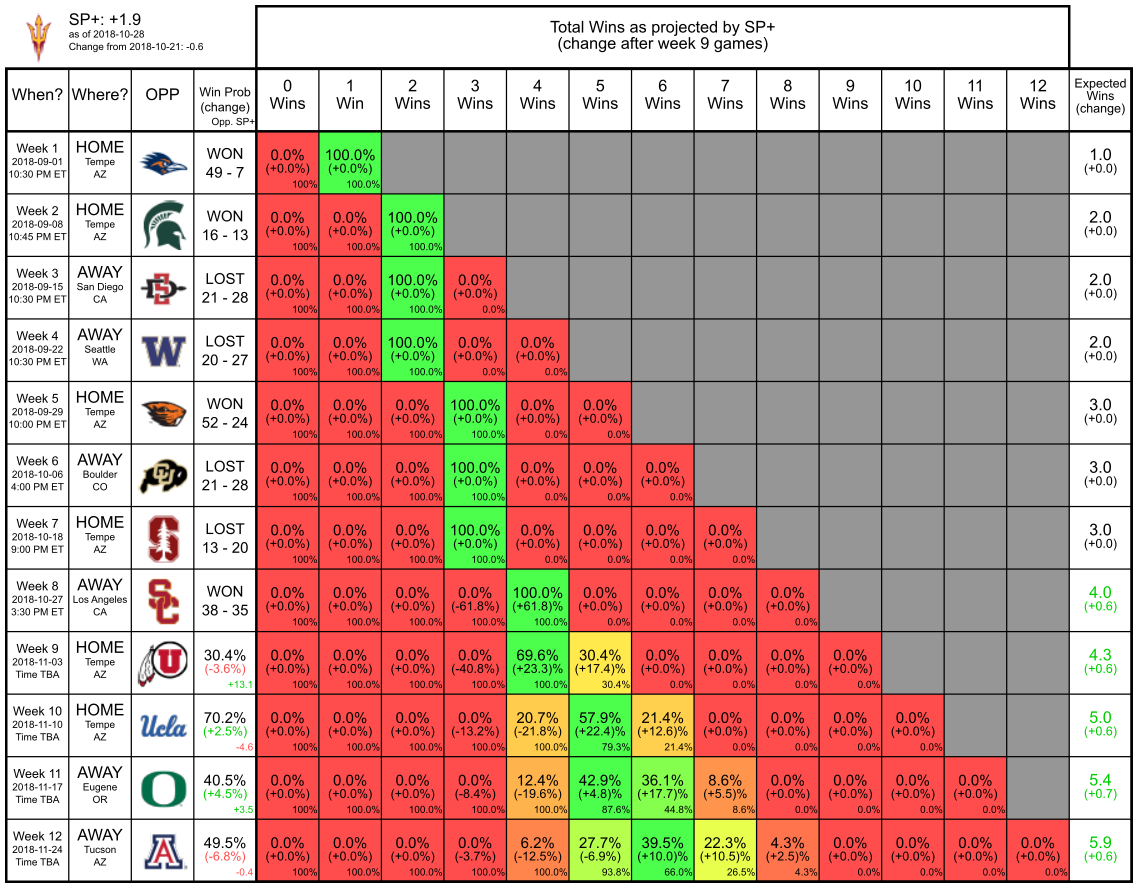 SP+: +1.9
as of 2018-10-28
Change from 2018-10-21: -0.6
Total Wins as projected by SP+
(change after week 9 games)
When? Where? OPP Win Prob (change) Opp. SP+ 0 Wins 1 Win 2 Wins 3 Wins 4 Wins 5 Wins 6 Wins 7 Wins 8 Wins 9 Wins 10 Wins 11 Wins 12 Wins Expected Wins (change)
Week 1 HOME WON 0.0% 100.0% 1.0
2018-09-01 Tempe 49 - 7 (+0.0%) (+0.0%) (+0.0)
10:30 PM ET AZ 100% 100.0%
Week 2 HOME WON 0.0% 0.0% 100.0% 2.0
2018-09-08 Tempe 16 - 13 (+0.0%) (+0.0%) (+0.0%) (+0.0)
10:45 PM ET AZ 100% 100.0% 100.0%
Week 3 AWAY SD LOST 0.0% 0.0% 100.0% 0.0% 2.0
2018-09-15 San Diego 21 - 28 (+0.0%) (+0.0%) (+0.0%) (+0.0%) (+0.0)
10:30 PM ET CA 100% 100.0% 100.0% 0.0%
Week 4 AWAY W LOST 0.0% 0.0% 100.0% 0.0% 0.0% 2.0
2018-09-22 Seattle 20 - 27 (+0.0%) (+0.0%) (+0.0%) (+0.0%) (+0.0%) (+0.0)
10:30 PM ET WA 100% 100.0% 100.0% 0.0% 0.0%
Week 5 HOME WON 0.0% 0.0% 0.0% 100.0% 0.0% 0.0% 3.0
2018-09-29 Tempe 52 - 24 (+0.0%) (+0.0%) (+0.0%) (+0.0%) (+0.0%) (+0.0%) (+0.0)
10:00 PM ET AZ 100% 100.0% 100.0% 100.0% 0.0% 0.0%
Week 6 AWAY CU LOST 0.0% 0.0% 0.0% 100.0% 0.0% 0.0% 0.0% 3.0
2018-10-06 Boulder 21 - 28 (+0.0%) (+0.0%) (+0.0%) (+0.0%) (+0.0%) (+0.0%) (+0.0%) (+0.0)
4:00 PM ET CO 100% 100.0% 100.0% 100.0% 0.0% 0.0% 0.0%
Week 7 HOME S LOST 0.0% 0.0% 0.0% 100.0% 0.0% 0.0% 0.0% 0.0% 3.0
2018-10-18 Tempe 13 - 20 (+0.0%) (+0.0%) (+0.0%) (+0.0%) (+0.0%) (+0.0%) (+0.0%) (+0.0%) (+0.0)
9:00 PM ET AZ 100% 100.0% 100.0% 100.0% 0.0% 0.0% 0.0% 0.0%
Week 8 AWAY SC WON 0.0% 0.0% 0.0% 0.0% 100.0% 0.0% 0.0% 0.0% 0.0% 4.0
2018-10-27 Los Angeles 38 - 35 (+0.0%) (+0.0%) (+0.0%) (-61.8%) (+61.8)% (+0.0%) (+0.0%) (+0.0%) (+0.0%) (+0.6)
3:30 PM ET CA 100% 100.0% 100.0% 100.0% 100.0% 0.0% 0.0% 0.0% 0.0%
Week 9 HOME U 30.4% 0.0% 0.0% 0.0% 0.0% 69.6% 30.4% 0.0% 0.0% 0.0% 0.0% 4.3
2018-11-03 Tempe (-3.6%) (+0.0%) (+0.0%) (+0.0%) (-40.8%) (+23.3)% (+17.4)% (+0.0%) (+0.0%) (+0.0%) (+0.0%) (+0.6)
Time TBA AZ +13.1 100% 100.0% 100.0% 100.0% 100.0% 30.4% 0.0% 0.0% 0.0% 0.0%
Week 10 HOME Ucla 70.2% 0.0% 0.0% 0.0% 0.0% 20.7% 57.9% 21.4% 0.0% 0.0% 0.0% 0.0% 5.0
2018-11-10 Tempe (+2.5%) (+0.0%) (+0.0%) (+0.0%) (-13.2%) (-21.8%) (+22.4)% (+12.6)% (+0.0%) (+0.0%) (+0.0%) (+0.0%) (+0.6)
Time TBA AZ -4.6 100% 100.0% 100.0% 100.0% 100.0% 79.3% 21.4% 0.0% 0.0% 0.0% 0.0%
Week 11 AWAY O 40.5% 0.0% 0.0% 0.0% 0.0% 12.4% 42.9% 36.1% 8.6% 0.0% 0.0% 0.0% 0.0% 5.4
2018-11-17 Eugene (+4.5%) (+0.0%) (+0.0%) (+0.0%) (-8.4%) (-19.6%) (+4.8)% (+17.7)% (+5.5)% (+0.0%) (+0.0%) (+0.0%) (+0.0%) (+0.7)
Time TBA OR +3.5 100% 100.0% 100.0% 100.0% 100.0% 87.6% 44.8% 8.6% 0.0% 0.0% 0.0% 0.0%
Week 12 AWAY A 49.5% 0.0% 0.0% 0.0% 0.0% 6.2% 27.7% 39.5% 22.3% 4.3% 0.0% 0.0% 0.0% 0.0% 5.9
2018-11-24 Tucson (-6.8%) (+0.0%) (+0.0%) (+0.0%) (-3.7%) (-12.5%) (-6.9%) (+10.0)% (+10.5)% (+2.5)% (+0.0%) (+0.0%) (+0.0%) (+0.0%) (+0.6)
Time TBA AZ -0.4 100% 100.0% 100.0% 100.0% 100.0% 93.8% 66.0% 26.5% 4.3% 0.0% 0.0% 0.0% 0.0%